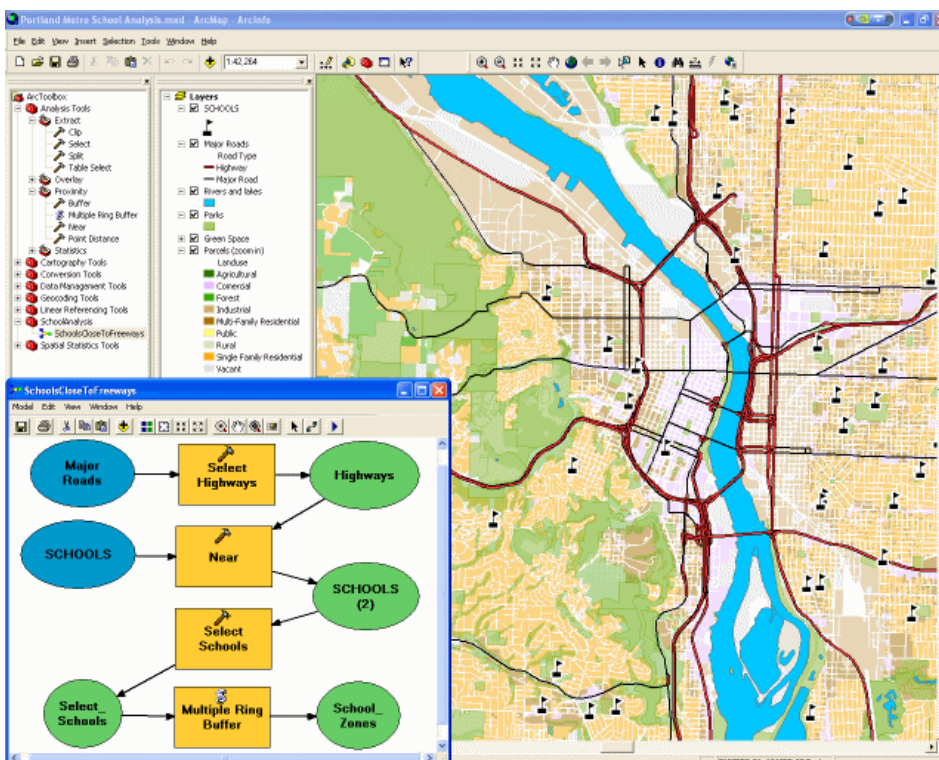 Portland Metro School Analysis.mxd - ArcMap - ArcInfo
File Edit View Insert Selection Tools Window Help
1:42,264
ArcToolbox
Analysis Tools
Extract
Clip
Select
Split
Table Select
Overlay
Proximity
Buffer
Multiple Ring Buffer
Near
Point Distance
Statistics
Cartography Tools
Conversion Tools
Data Management Tools
Geocoding Tools
Linear Referencing Tools
SchoolAnalysis
SchoolsCloseToFreeways
Spatial Statistics Tools
Layers
SCHOOLS
Major Roads
Road Type
Highway
Major Road
Rivers and lakes
Parks
Green Space
Parcels (zoom in)
Landuse
Agricultural
Comercial
Forest
Industrial
Multi-Family Residential
Public
Rural
Single Family Residential
Vacant
SchoolsCloseToFreeways
Model Edit View Window Help
Major
Roads
Select
Highways
Highways
SCHOOLS
Near
SCHOOLS
(2)
Select
Schools
Select_
Schools
Multiple Ring
Buffer
School_
Zones